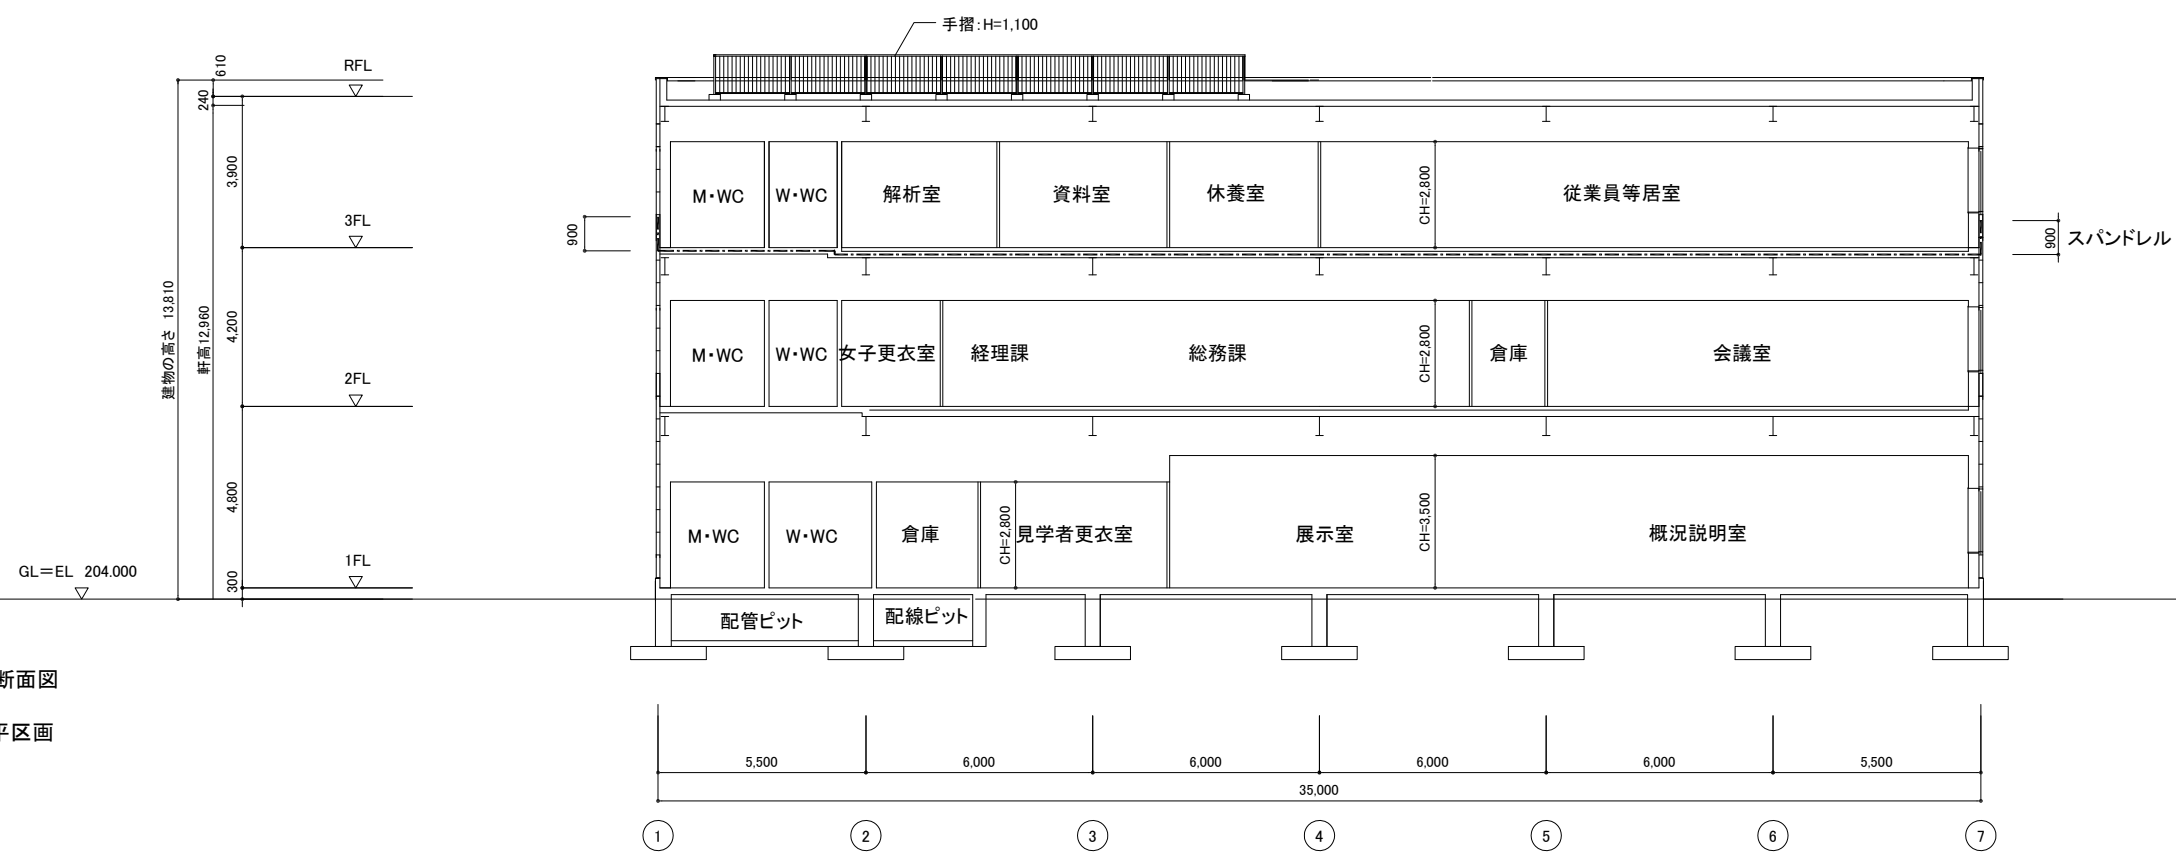 手摺:H=1,100
610
RFL
240
3,900
M・WC
W・WC
解析室
資料室
休養室
CH=2,800
従業員等居室
3FL
900
900
スパンドレル
建物の高さ 13,810
軒高12,960
4,200
M・WC
W・WC
女子更衣室
経理課
総務課
CH=2,800
倉庫
会議室
2FL
4,800
M・WC
W・WC
倉庫
CH=2,800
見学者更衣室
展示室
CH=3,500
概況説明室
1FL
GL=EL 204.000
300
配管ピット
配線ピット
断面図
平区画
5,500
6,000
6,000
6,000
6,000
5,500
35,000
1
2
3
4
5
6
7